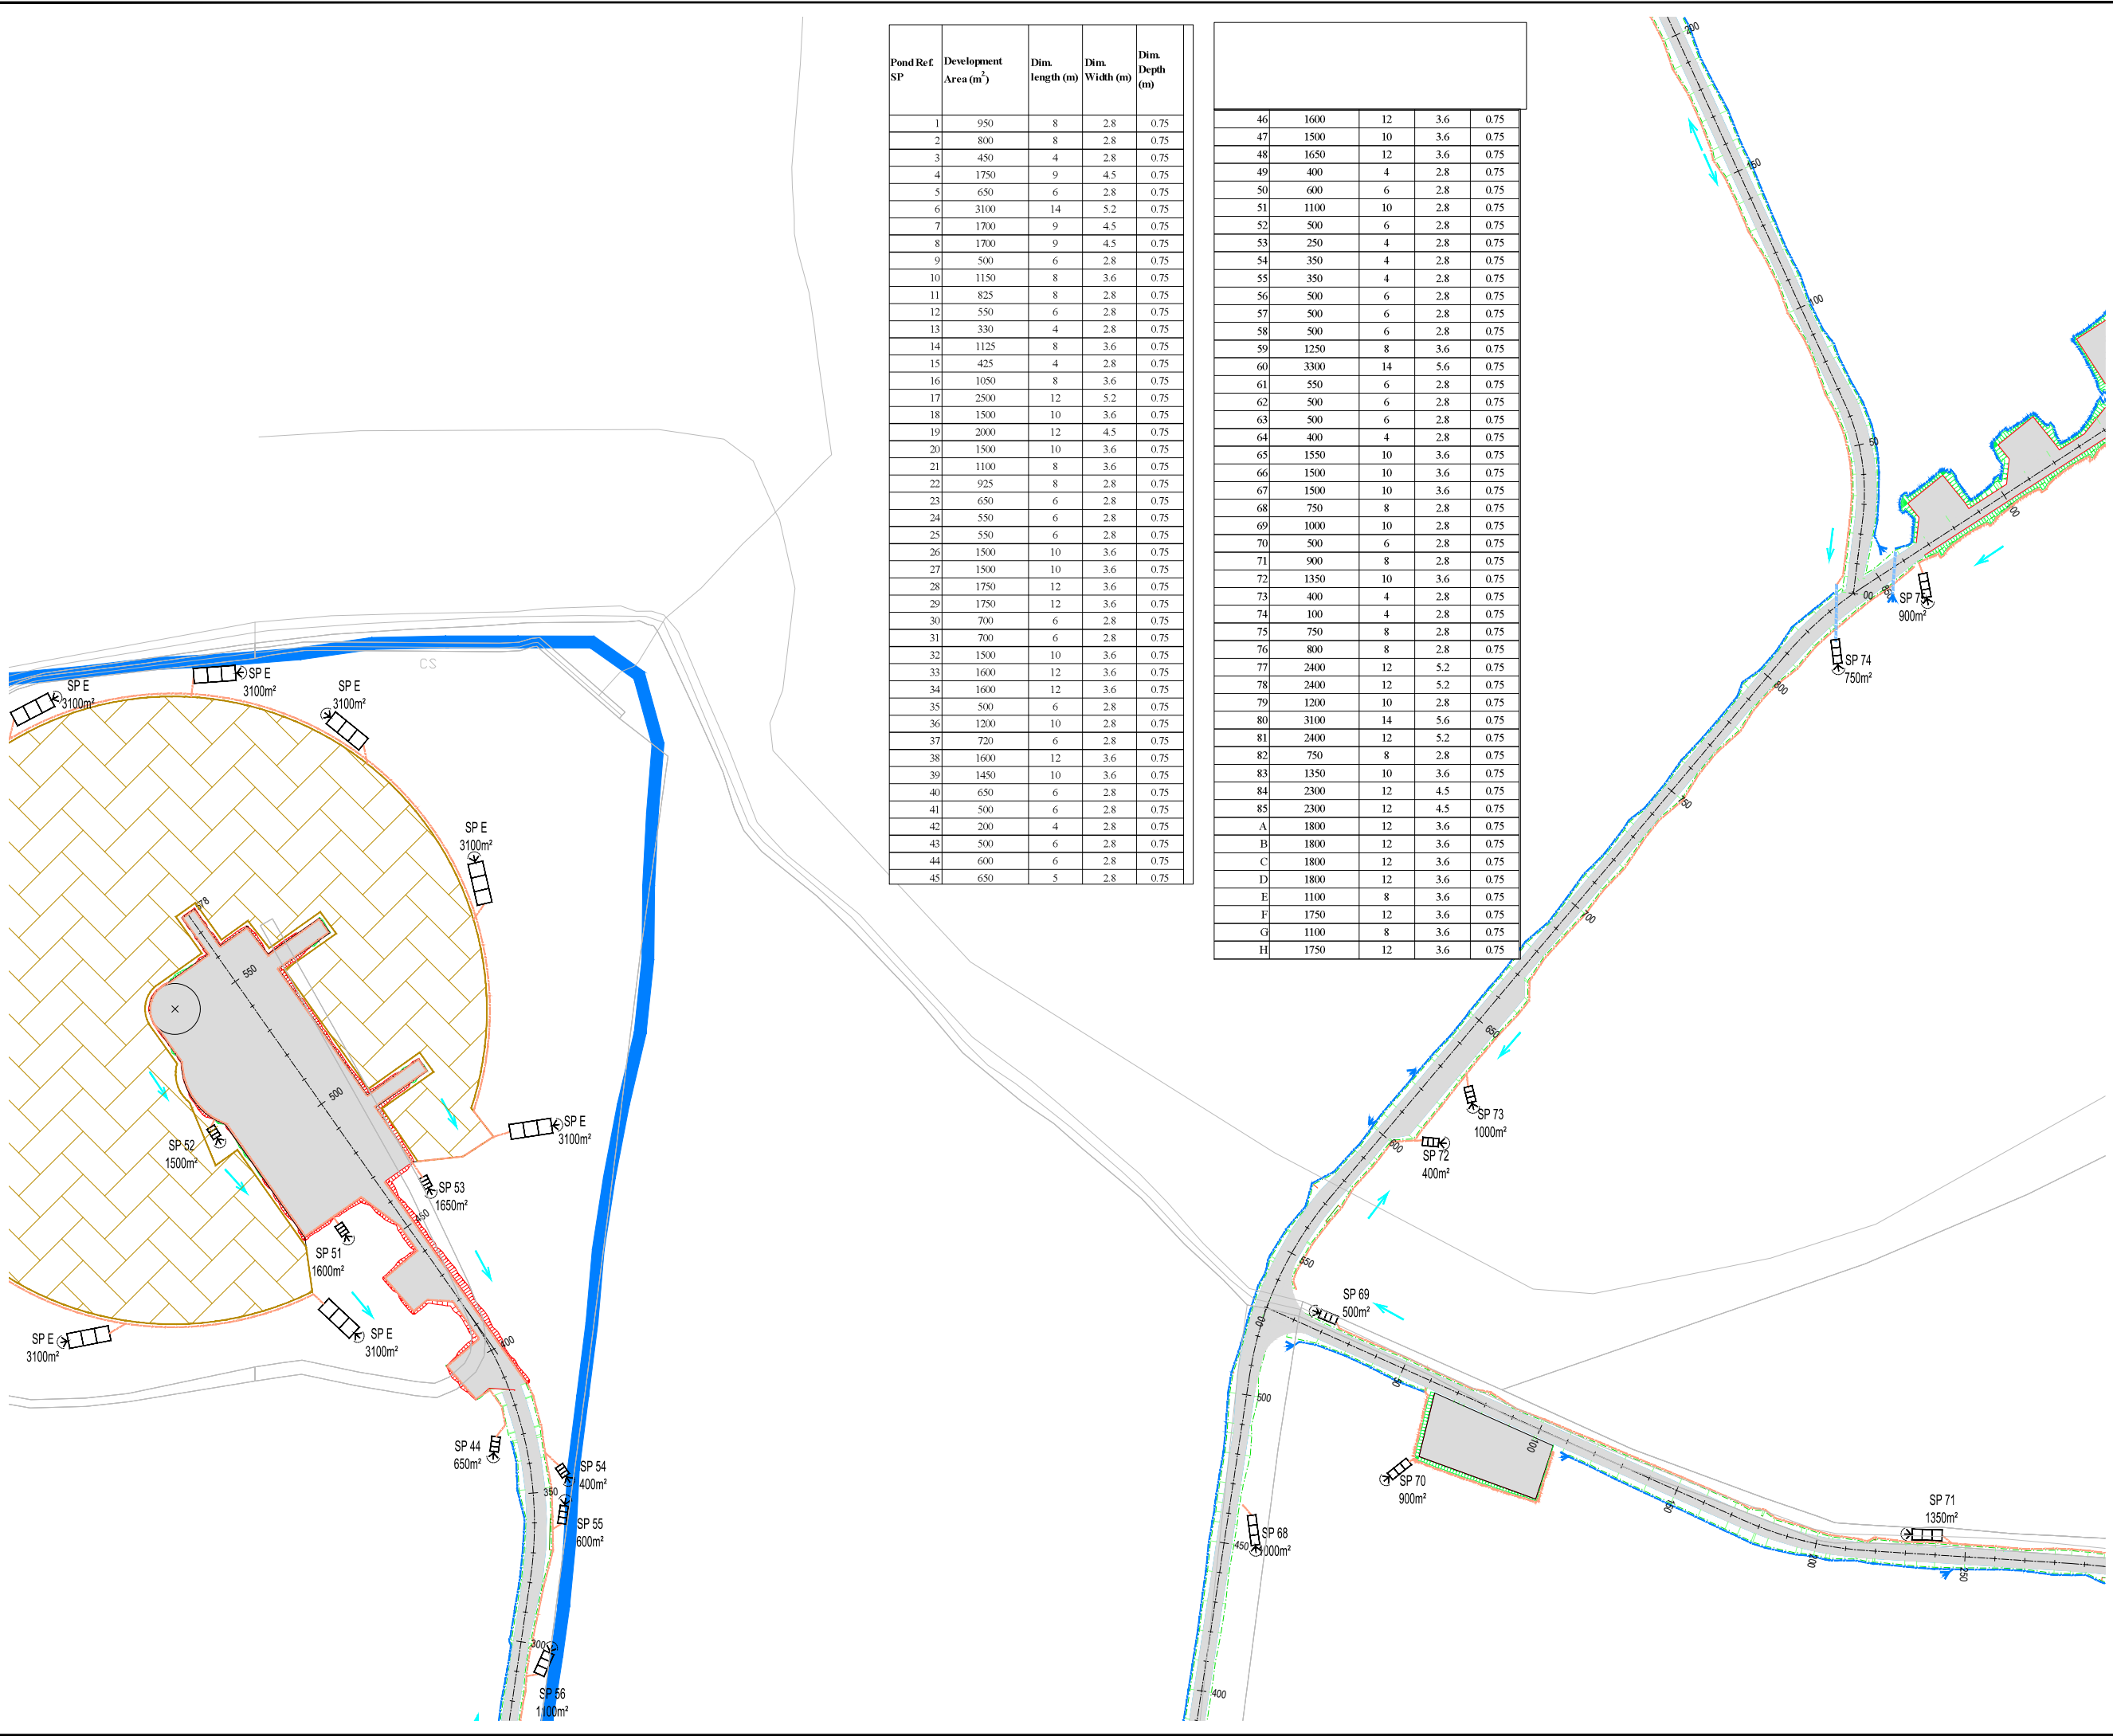 Pond Ref. SP Development Area (m²) Dim. length (m) Dim. Width (m) Dim. Depth (m)
1 950 8 2.8 0.75
2 800 8 2.8 0.75
3 450 4 2.8 0.75
4 1750 9 4.5 0.75
5 650 6 2.8 0.75
6 3100 14 5.2 0.75
7 1700 9 4.5 0.75
8 1700 9 4.5 0.75
9 500 6 2.8 0.75
10 1150 8 3.6 0.75
11 825 8 2.8 0.75
12 550 6 2.8 0.75
13 330 4 2.8 0.75
14 1125 8 3.6 0.75
15 425 4 2.8 0.75
16 1050 8 3.6 0.75
17 2500 12 5.2 0.75
18 1500 10 3.6 0.75
19 2000 12 4.5 0.75
20 1500 10 3.6 0.75
21 1100 8 3.6 0.75
22 925 8 2.8 0.75
23 650 6 2.8 0.75
24 550 6 2.8 0.75
25 550 6 2.8 0.75
26 1500 10 3.6 0.75
27 1500 10 3.6 0.75
28 1750 12 3.6 0.75
29 1750 12 3.6 0.75
30 700 6 2.8 0.75
31 700 6 2.8 0.75
32 1500 10 3.6 0.75
33 1600 12 3.6 0.75
34 1600 12 3.6 0.75
35 500 6 2.8 0.75
36 1200 10 2.8 0.75
37 720 6 2.8 0.75
38 1600 12 3.6 0.75
39 1450 10 3.6 0.75
40 650 6 2.8 0.75
41 500 6 2.8 0.75
42 200 4 2.8 0.75
43 500 6 2.8 0.75
44 600 6 2.8 0.75
45 650 5 2.8 0.75
46 1600 12 3.6 0.75
47 1500 10 3.6 0.75
48 1650 12 3.6 0.75
49 400 4 2.8 0.75
50 600 6 2.8 0.75
51 1100 10 2.8 0.75
52 500 6 2.8 0.75
53 250 4 2.8 0.75
54 350 4 2.8 0.75
55 350 4 2.8 0.75
56 500 6 2.8 0.75
57 500 6 2.8 0.75
58 500 6 2.8 0.75
59 1250 8 3.6 0.75
60 3300 14 5.6 0.75
61 550 6 2.8 0.75
62 500 6 2.8 0.75
63 500 6 2.8 0.75
64 400 4 2.8 0.75
65 1550 10 3.6 0.75
66 1500 10 3.6 0.75
67 1500 10 3.6 0.75
68 750 8 2.8 0.75
69 1000 10 2.8 0.75
70 500 6 2.8 0.75
71 900 8 2.8 0.75
72 1350 10 3.6 0.75
73 400 4 2.8 0.75
74 100 4 2.8 0.75
75 750 8 2.8 0.75
76 800 8 2.8 0.75
77 2400 12 5.2 0.75
78 2400 12 5.2 0.75
79 1200 10 2.8 0.75
80 3100 14 5.6 0.75
81 2400 12 5.2 0.75
82 750 8 2.8 0.75
83 1350 10 3.6 0.75
84 2300 12 4.5 0.75
85 2300 12 4.5 0.75
A 1800 12 3.6 0.75
B 1800 12 3.6 0.75
C 1800 12 3.6 0.75
D 1800 12 3.6 0.75
E 1100 8 3.6 0.75
F 1750 12 3.6 0.75
G 1100 8 3.6 0.75
H 1750 12 3.6 0.75
C2
SP E
3100m²
SP E
3100m²
SP E
3100m²
SP E
3100m²
SP E
3100m²
SP E
3100m²
SP E
3100m²
578
550
500
450
400
350
300
SP 52
1500m²
SP 53
1650m²
SP 51
1600m²
SP 44
650m²
SP 54
400m²
SP 55
600m²
SP 56
1100m²
200
150
100
50
00
SP 75
900m²
SP 74
750m²
50
800
750
700
650
600
550
SP 73
1000m²
SP 72
400m²
SP 69
500m²
00
500
450
400
50
100
150
200
250
SP 70
900m²
SP 68
1000m²
SP 71
1350m²